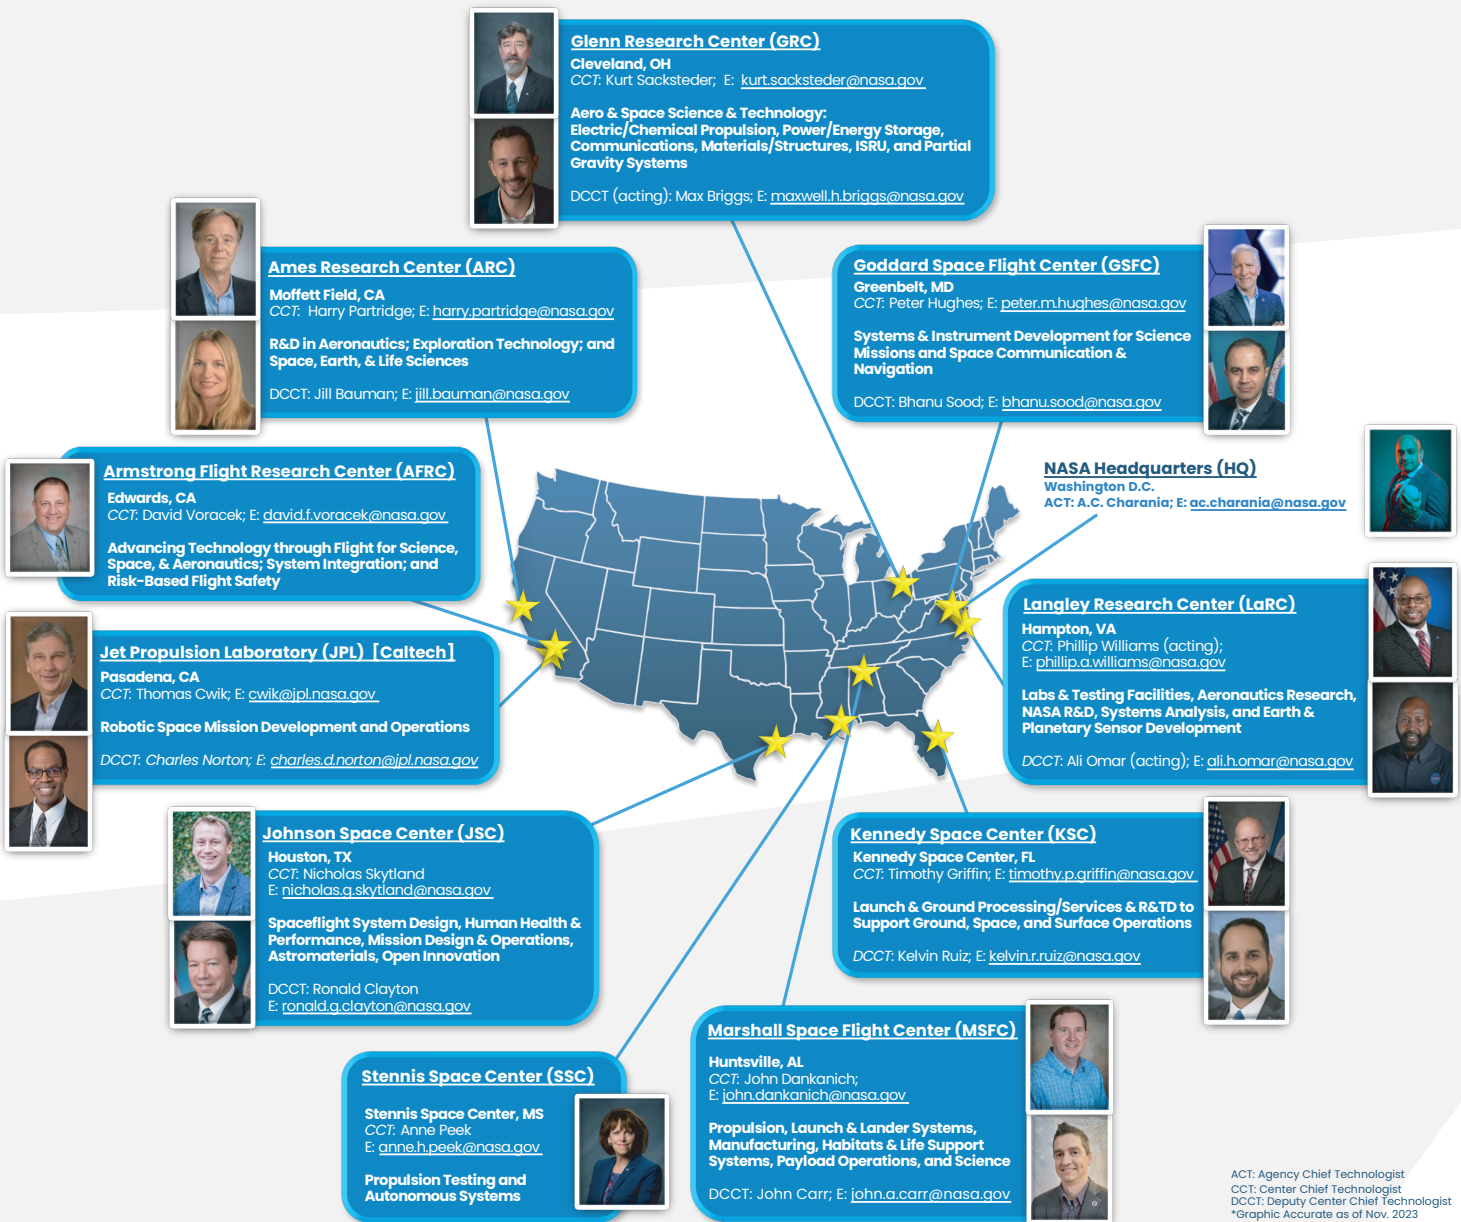 Glenn Research Center (GRC)
Cleveland, OH
CCT: Kurt Sacksteder; E: kurt.sacksteder@nasa.gov
Aero & Space Science & Technology:
Electric/Chemical Propulsion, Power/Energy Storage,
Communications, Materials/Structures, ISRU, and Partial
Gravity Systems
DCCT (acting): Max Briggs; E: maxwell.h.briggs@nasa.gov
Ames Research Center (ARC)
Moffett Field, CA
CCT: Harry Partridge; E: harry.partridge@nasa.gov
R&D in Aeronautics; Exploration Technology; and
Space, Earth, & Life Sciences
DCCT: Jill Bauman; E: jill.bauman@nasa.gov
Goddard Space Flight Center (GSFC)
Greenbelt, MD
CCT: Peter Hughes; E: peter.m.hughes@nasa.gov
Systems & Instrument Development for Science
Missions and Space Communication &
Navigation
DCCT: Bhanu Sood; E: bhanu.sood@nasa.gov
Armstrong Flight Research Center (AFRC)
Edwards, CA
CCT: David Voracek; E: david.f.voracek@nasa.gov
Advancing Technology through Flight for Science,
Space, & Aeronautics; System Integration; and
Risk-Based Flight Safety
NASA Headquarters (HQ)
Washington D.C.
ACT: A.C. Charania; E: ac.charania@nasa.gov
Jet Propulsion Laboratory (JPL) [Caltech]
Pasadena, CA
CCT: Thomas Cwik; E: cwik@jpl.nasa.gov
Robotic Space Mission Development and Operations
DCCT: Charles Norton; E: charles.d.norton@jpl.nasa.gov
Langley Research Center (LaRC)
Hampton, VA
CCT: Phillip Williams (acting);
E: phillip.a.williams@nasa.gov
Labs & Testing Facilities, Aeronautics Research,
NASA R&D, Systems Analysis, and Earth &
Planetary Sensor Development
DCCT: Ali Omar (acting); E: ali.h.omar@nasa.gov
Johnson Space Center (JSC)
Houston, TX
CCT: Nicholas Skytland
E: nicholas.g.skytland@nasa.gov
Spaceflight System Design, Human Health &
Performance, Mission Design & Operations,
Astromaterials, Open Innovation
DCCT: Ronald Clayton
E: ronald.g.clayton@nasa.gov
Kennedy Space Center (KSC)
Kennedy Space Center, FL
CCT: Timothy Griffin; E: timothy.p.griffin@nasa.gov
Launch & Ground Processing/Services & R&TD to
Support Ground, Space, and Surface Operations
DCCT: Kelvin Ruiz; E: kelvin.r.ruiz@nasa.gov
Stennis Space Center (SSC)
Stennis Space Center, MS
CCT: Anne Peek
E: anne.h.peek@nasa.gov
Propulsion Testing and
Autonomous Systems
Marshall Space Flight Center (MSFC)
Huntsville, AL
CCT: John Dankanich;
E: john.dankanich@nasa.gov
Propulsion, Launch & Lander Systems,
Manufacturing, Habitats & Life Support
Systems, Payload Operations, and Science
DCCT: John Carr; E: john.a.carr@nasa.gov
ACT: Agency Chief Technologist
CCT: Center Chief Technologist
DCCT: Deputy Center Chief Technologist
*Graphic Accurate as of Nov. 2023